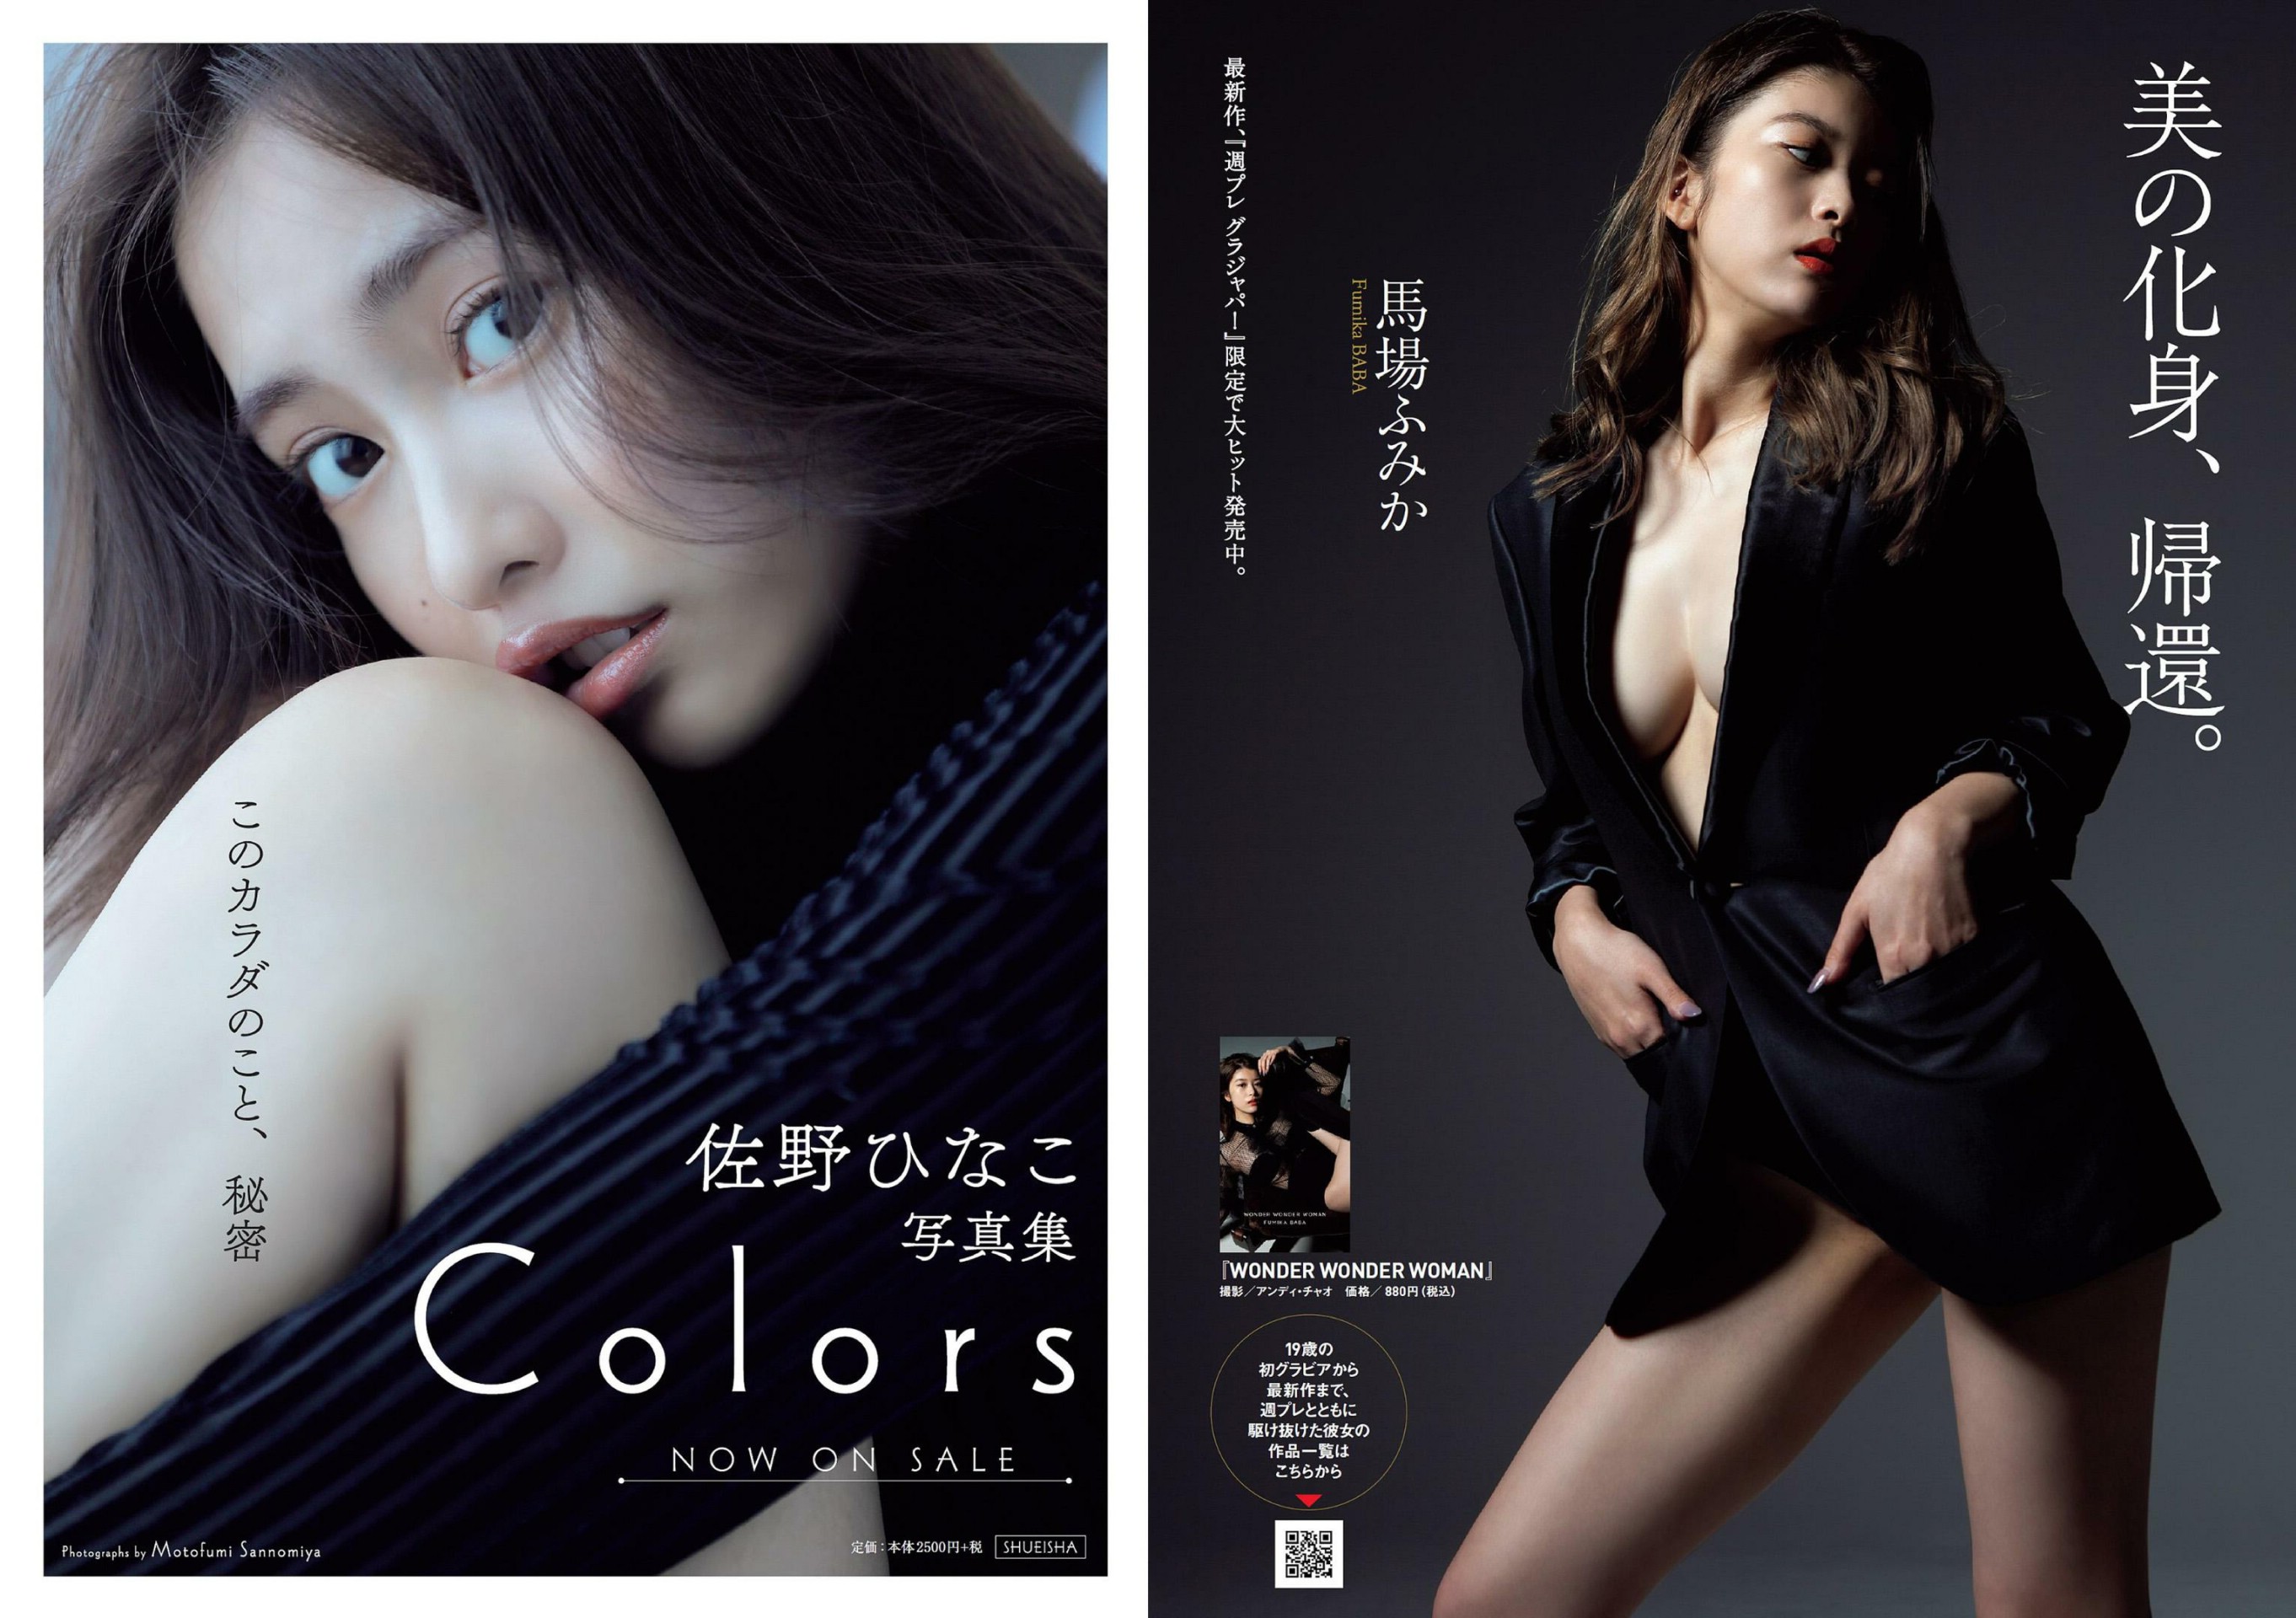 このカラダのこと、秘密
佐野ひなこ
写真集
Colors
NOW ON SALE
Photographs by Motofumi Sannomiya
定価：本体2500円+税
SHUEISHA
美の化身、帰還。
馬場ふみか
Fumika BABA
最新作、『週プレ グラジャパ！』限定で大ヒット発売中。
WONDER WONDER WOMAN
FUMIKA BABA
『WONDER WONDER WOMAN』
撮影／アンディ・チャオ 価格／880円（税込）
19歳の
初グラビアから
最新作まで、
週プレとともに
駆け抜けた彼女の
作品一覧は
こちらから